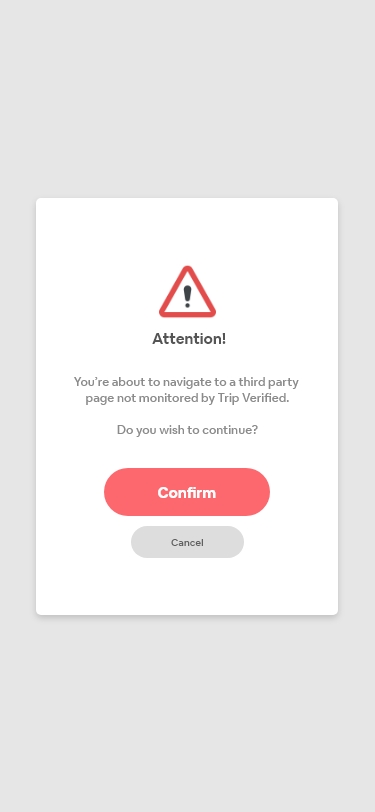 Attention!
You're about to navigate to a third party
page not monitored by Trip Verified.
Do you wish to continue?
Confirm
Cancel